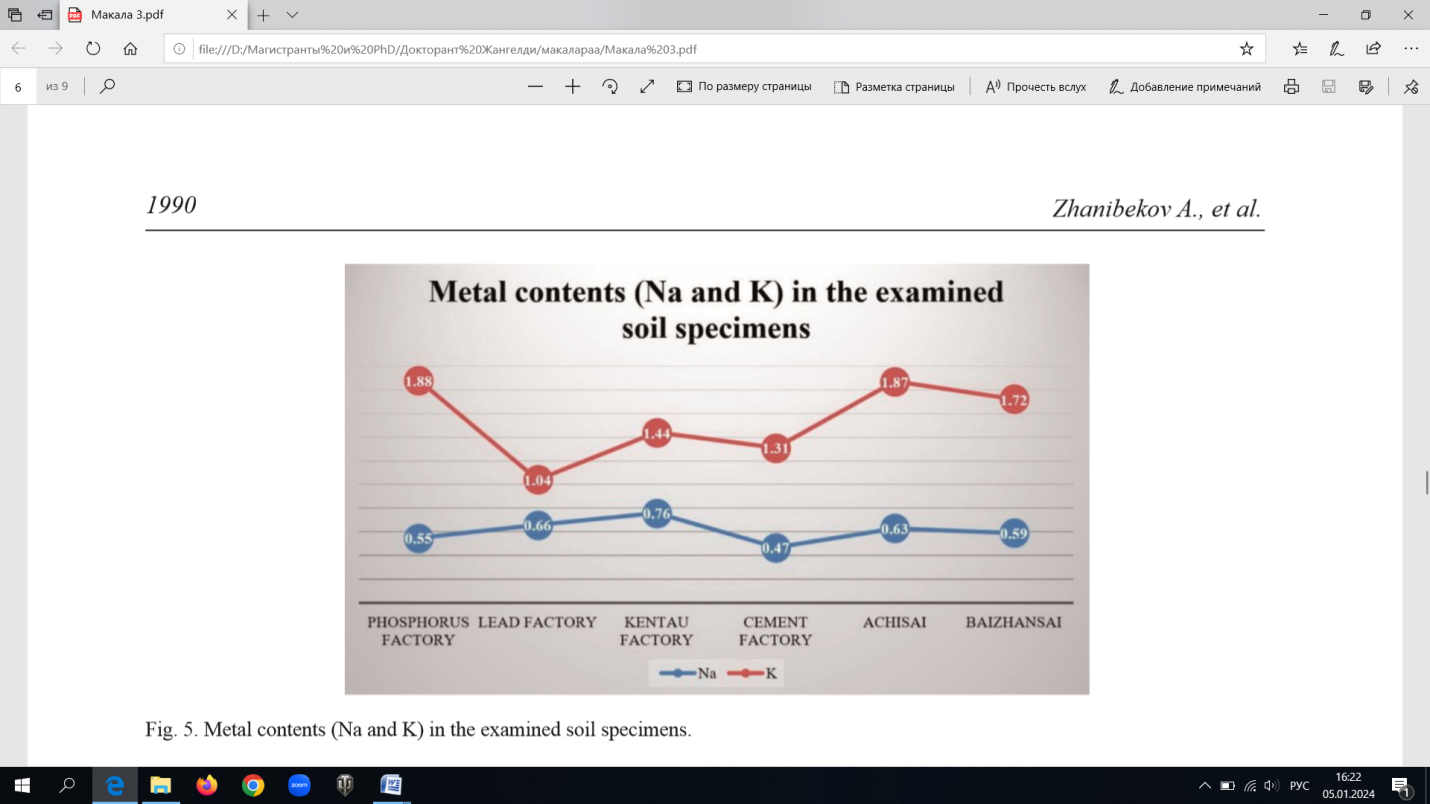 Макала 3.pdf
file:///D:/Магистранты%20и%20PhD/Докторант%20Жангелди/макалараа/Макала%203.pdf
6 из 9 По размеру страницы Разметка страницы Прочесть вслух Добавление примечаний
1990 Zhanibekov A., et al.
Metal contents (Na and K) in the examined
soil specimens
1.88 1.04 1.44 1.31 1.87 1.72
0.55 0.66 0.76 0.47 0.63 0.59
PHOSPHORUS FACTORY LEAD FACTORY KENTAU FACTORY CEMENT FACTORY ACHISAI BAIZHANSAI
Na K
Fig. 5. Metal contents (Na and K) in the examined soil specimens.
zoom
РУС
16:22
05.01.2024
1